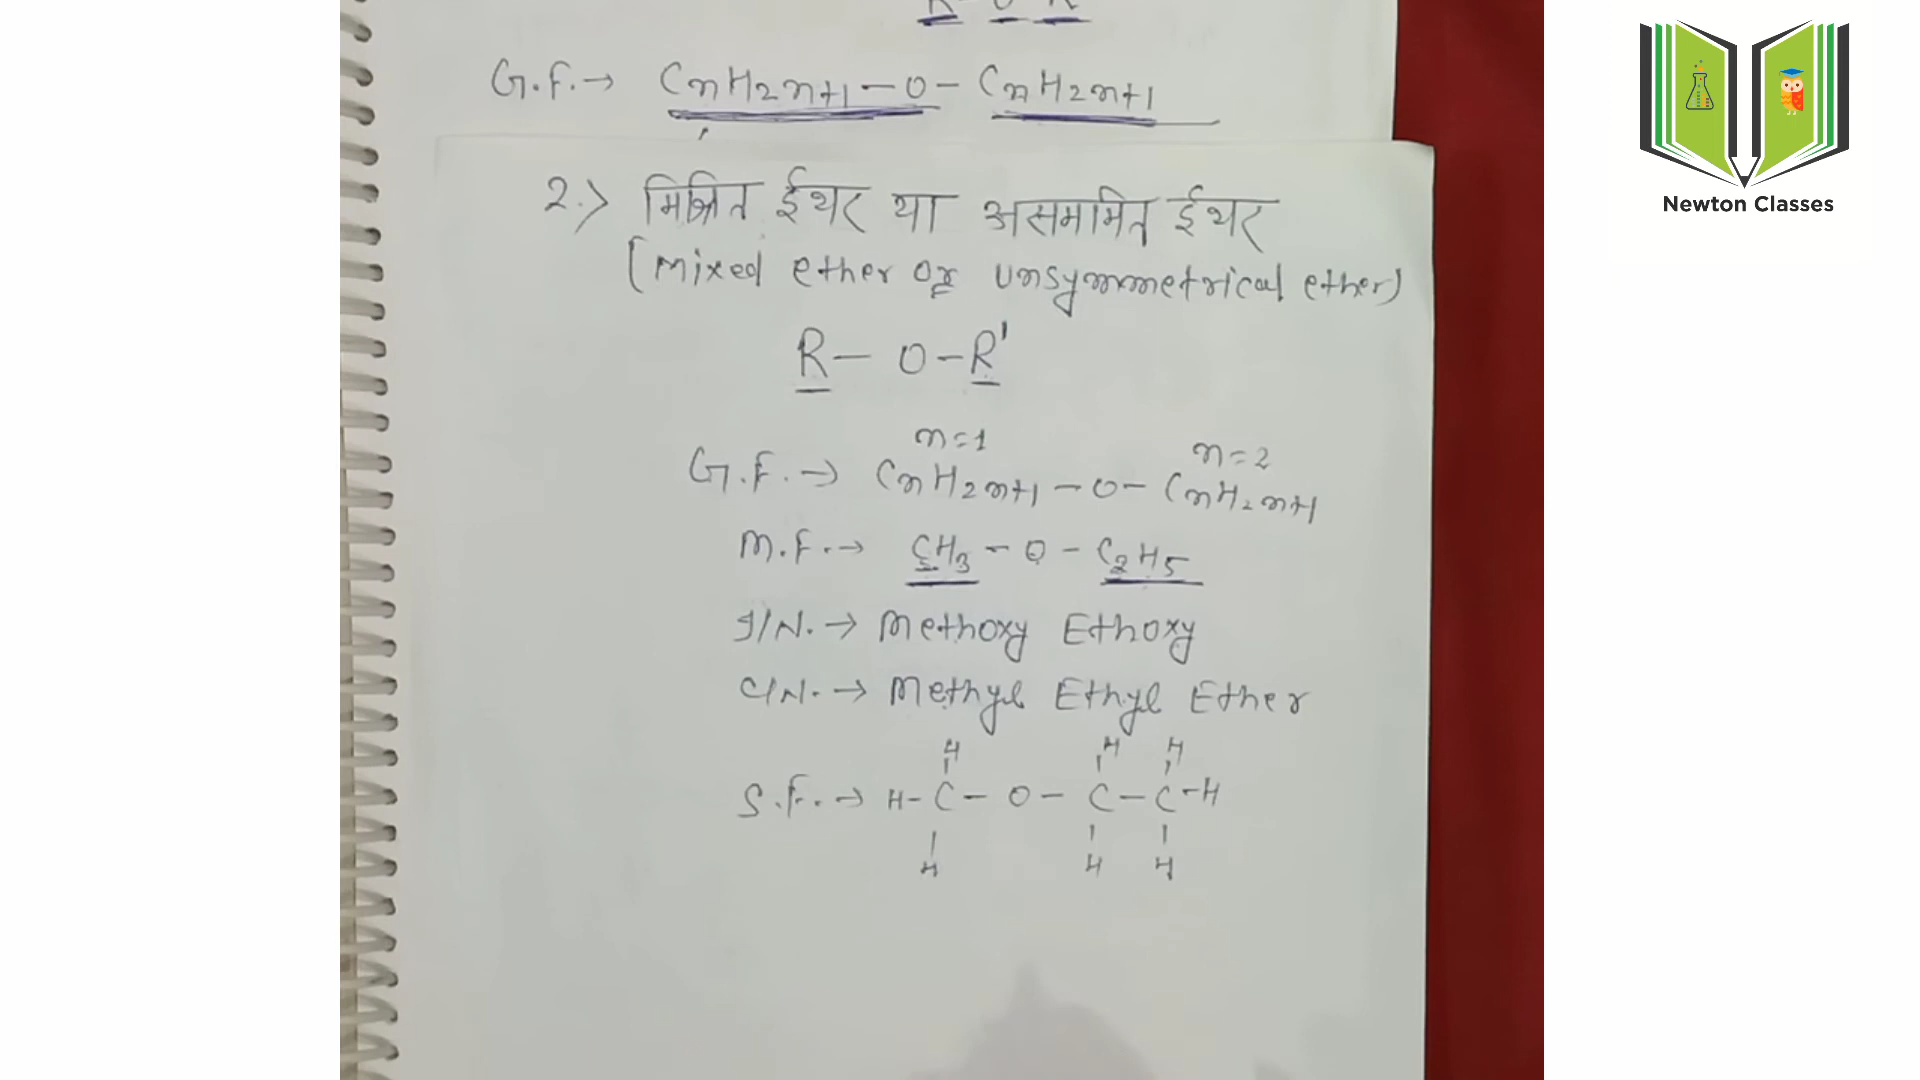 G.F. → CnH2n+1 - O - CnH2n+1
2.> मिश्रित ईथर या असममित ईथर
(Mixed ether or unsymmetrical ether)
R - O - R'
n=1 n=2
G.F. → CnH2n+1 - O - CnH2n+1
M.F. → CH3 - O - C2H5
I/N. → Methoxy Ethoxy
C/N. → Methyl Ethyl Ether
H H H
S.F. → H - C - O - C - C - H
H H H
Newton Classes